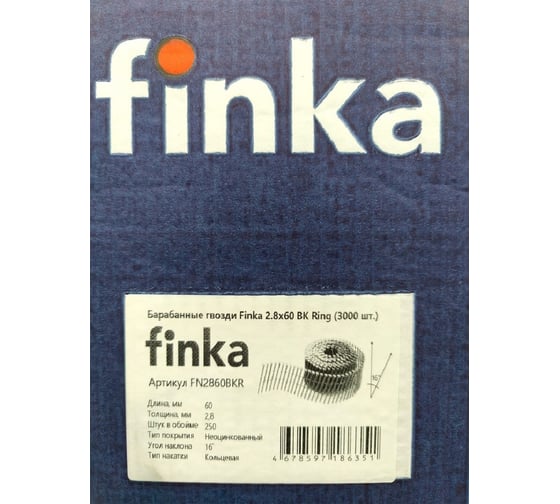 finka
Барабанные гвозди Finka 2.8x60 BK Ring (3000 шт.)
finka
Артикул FN2860BKR
16°
Длина, мм 60
Толщина, мм 2,8
Штук в обойме 250
Тип покрытия Неоцинкованный
Угол наклона 16°
Тип накатки Кольцевая
4 678597 186351